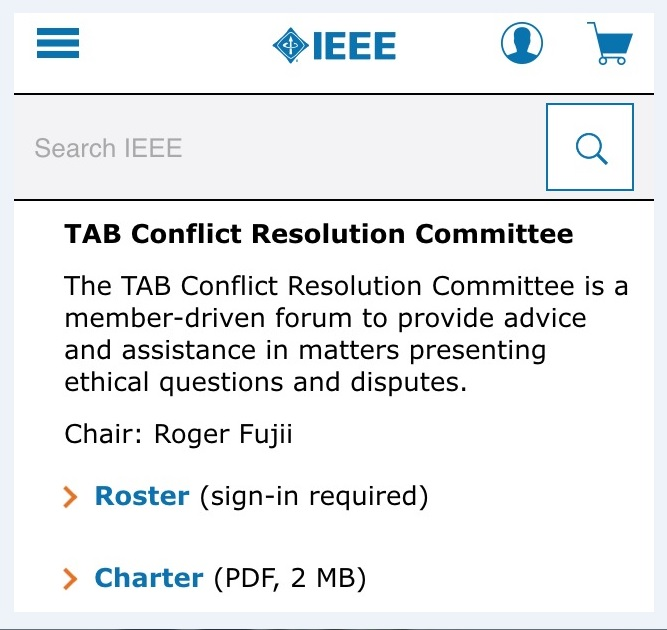 IEEE
Search IEEE
TAB Conflict Resolution Committee
The TAB Conflict Resolution Committee is a
member-driven forum to provide advice
and assistance in matters presenting
ethical questions and disputes.
Chair: Roger Fujii
Roster (sign-in required)
Charter (PDF, 2 MB)